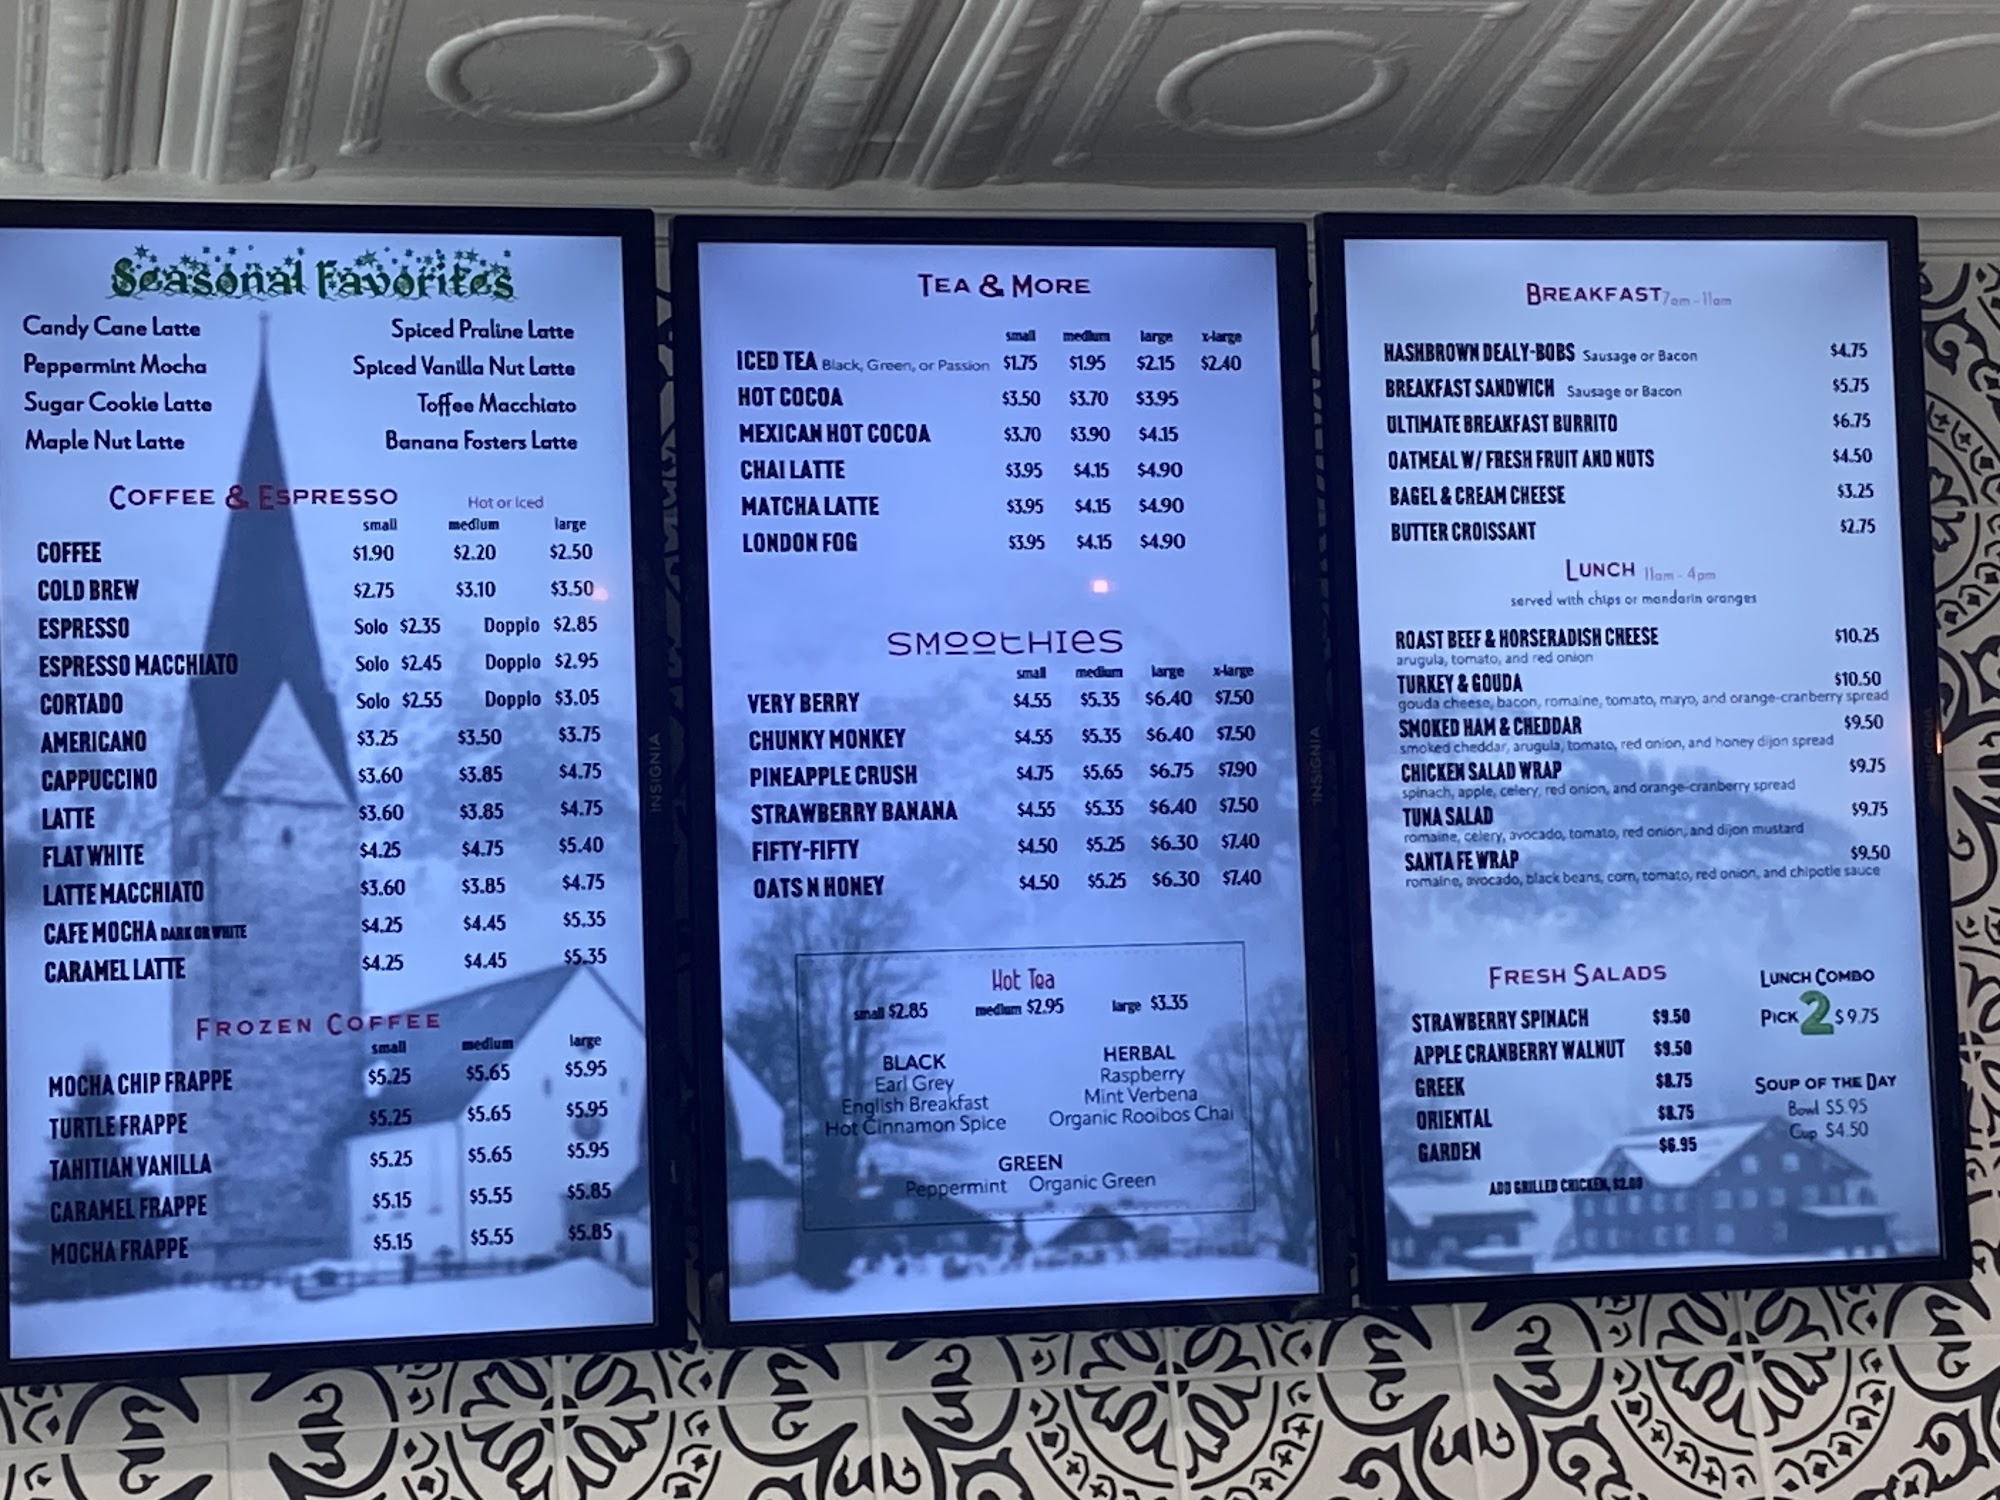 Seasonal Favorites
Candy Cane Latte Spiced Praline Latte
Peppermint Mocha Spiced Vanilla Nut Latte
Sugar Cookie Latte Toffee Macchiato
Maple Nut Latte Banana Fosters Latte
COFFEE & ESPRESSO Hot or Iced
small medium large
COFFEE $1.90 $2.20 $2.50
COLD BREW $2.75 $3.10 $3.50
ESPRESSO Solo $2.35 Doppio $2.85
ESPRESSO MACCHIATO Solo $2.45 Doppio $2.95
CORTADO Solo $2.55 Doppio $3.05
AMERICANO $3.25 $3.50 $3.75
CAPPUCCINO $3.60 $3.85 $4.75
LATTE $3.60 $3.85 $4.75
FLAT WHITE $4.25 $4.75 $5.40
LATTE MACCHIATO $3.60 $3.85 $4.75
CAFE MOCHA DARK OR WHITE $4.25 $4.45 $5.35
CARAMEL LATTE $4.25 $4.45 $5.35
FROZEN COFFEE
small medium large
MOCHA CHIP FRAPPE $5.25 $5.65 $5.95
TURTLE FRAPPE $5.25 $5.65 $5.95
TAHITIAN VANILLA $5.25 $5.65 $5.95
CARAMEL FRAPPE $5.15 $5.55 $5.85
MOCHA FRAPPE $5.15 $5.55 $5.85
INSIGNIA
TEA & MORE
small medium large x-large
ICED TEA Black, Green, or Passion $1.75 $1.95 $2.15 $2.40
HOT COCOA $3.50 $3.70 $3.95
MEXICAN HOT COCOA $3.70 $3.90 $4.15
CHAI LATTE $3.95 $4.15 $4.90
MATCHA LATTE $3.95 $4.15 $4.90
LONDON FOG $3.95 $4.15 $4.90
SMOOTHIES
small medium large x-large
VERY BERRY $4.55 $5.35 $6.40 $7.50
CHUNKY MONKEY $4.55 $5.35 $6.40 $7.50
PINEAPPLE CRUSH $4.75 $5.65 $6.75 $7.90
STRAWBERRY BANANA $4.55 $5.35 $6.40 $7.50
FIFTY-FIFTY $4.50 $5.25 $6.30 $7.40
OATS N HONEY $4.50 $5.25 $6.30 $7.40
Hot Tea
small $2.85 medium $2.95 large $3.35
BLACK
Earl Grey
English Breakfast
Hot Cinnamon Spice
HERBAL
Raspberry
Mint Verbena
Organic Rooibos Chai
GREEN
Peppermint Organic Green
INSIGNIA
BREAKFAST 7am - 11am
HASHBROWN DEALY-BOBS Sausage or Bacon $4.75
BREAKFAST SANDWICH Sausage or Bacon $5.75
ULTIMATE BREAKFAST BURRITO $6.75
OATMEAL W/ FRESH FRUIT AND NUTS $4.50
BAGEL & CREAM CHEESE $3.25
BUTTER CROISSANT $2.75
LUNCH 11am - 4pm
served with chips or mandarin oranges
ROAST BEEF & HORSERADISH CHEESE $10.25
arugula, tomato, and red onion
TURKEY & GOUDA $10.50
gouda cheese, bacon, romaine, tomato, mayo, and orange-cranberry spread
SMOKED HAM & CHEDDAR $9.50
smoked cheddar, arugula, tomato, red onion, and honey dijon spread
CHICKEN SALAD WRAP $9.75
spinach, apple, celery, red onion, and orange-cranberry spread
TUNA SALAD $9.75
romaine, celery, avocado, tomato, red onion, and dijon mustard
SANTA FE WRAP $9.50
romaine, avocado, black beans, corn, tomato, red onion, and chipotle sauce
FRESH SALADS
STRAWBERRY SPINACH $9.50
APPLE CRANBERRY WALNUT $9.50
GREEK $8.75
ORIENTAL $8.75
GARDEN $6.95
ADD GRILLED CHICKEN, $2.00
LUNCH COMBO
PICK 2 $9.75
SOUP OF THE DAY
Bowl $5.95
Cup $4.50
INSIGNIA